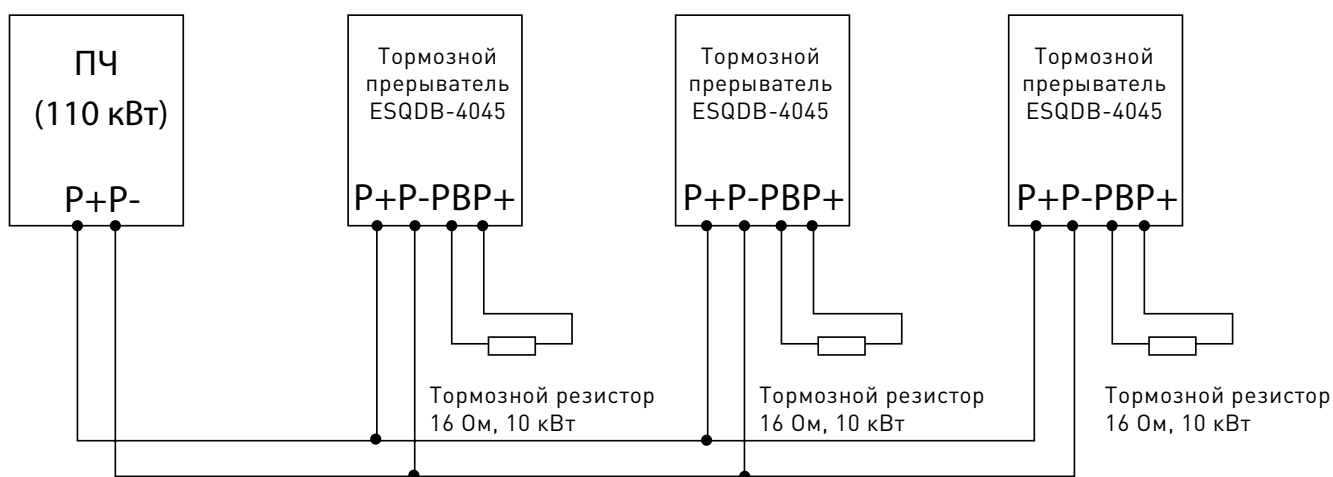 ПЧ
(110 кВт)
P+P-
Тормозной
прерыватель
ESQDB-4045
P+P-PBP+
Тормозной резистор
16 Ом, 10 кВт
Тормозной
прерыватель
ESQDB-4045
P+P-PBP+
Тормозной резистор
16 Ом, 10 кВт
Тормозной
прерыватель
ESQDB-4045
P+P-PBP+
Тормозной резистор
16 Ом, 10 кВт